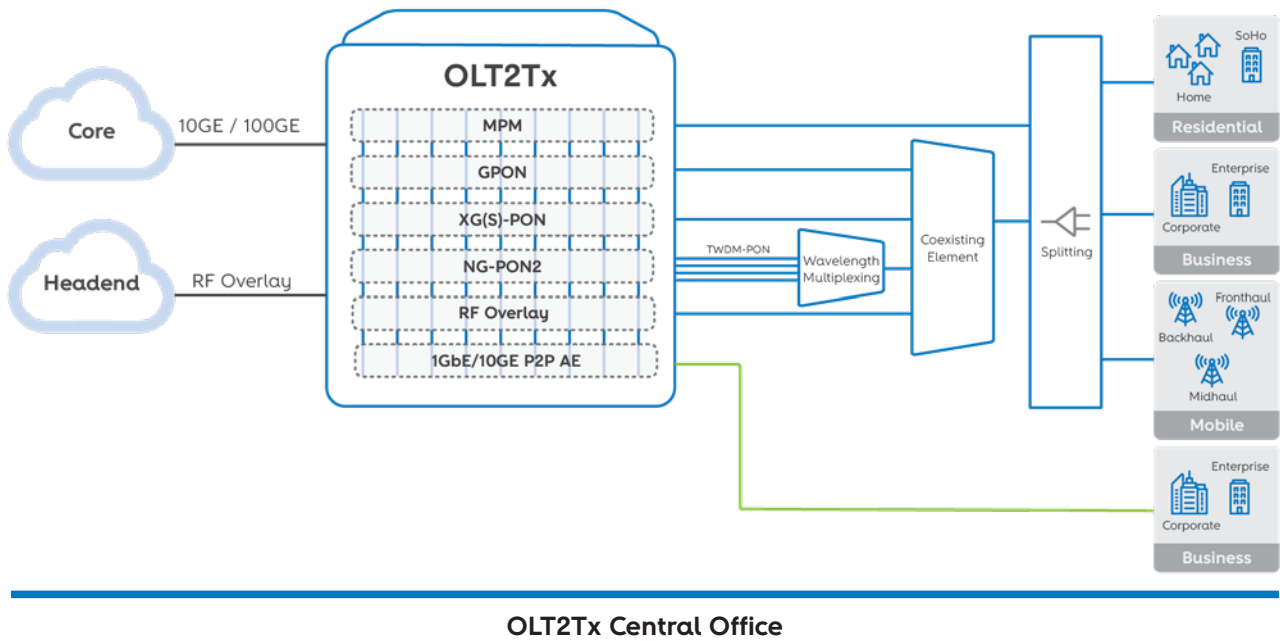 OLT2Tx
Core
10GE / 100GE
Headend
RF Overlay
MPM
GPON
XG(S)-PON
NG-PON2
RF Overlay
1GbE/10GE P2P AE
TWDM-PON
Wavelength
Multiplexing
Coexisting
Element
Splitting
SoHo
Home
Residential
Enterprise
Corporate
Business
Fronthaul
Backhaul
Midhaul
Mobile
Enterprise
Corporate
Business
OLT2Tx Central Office